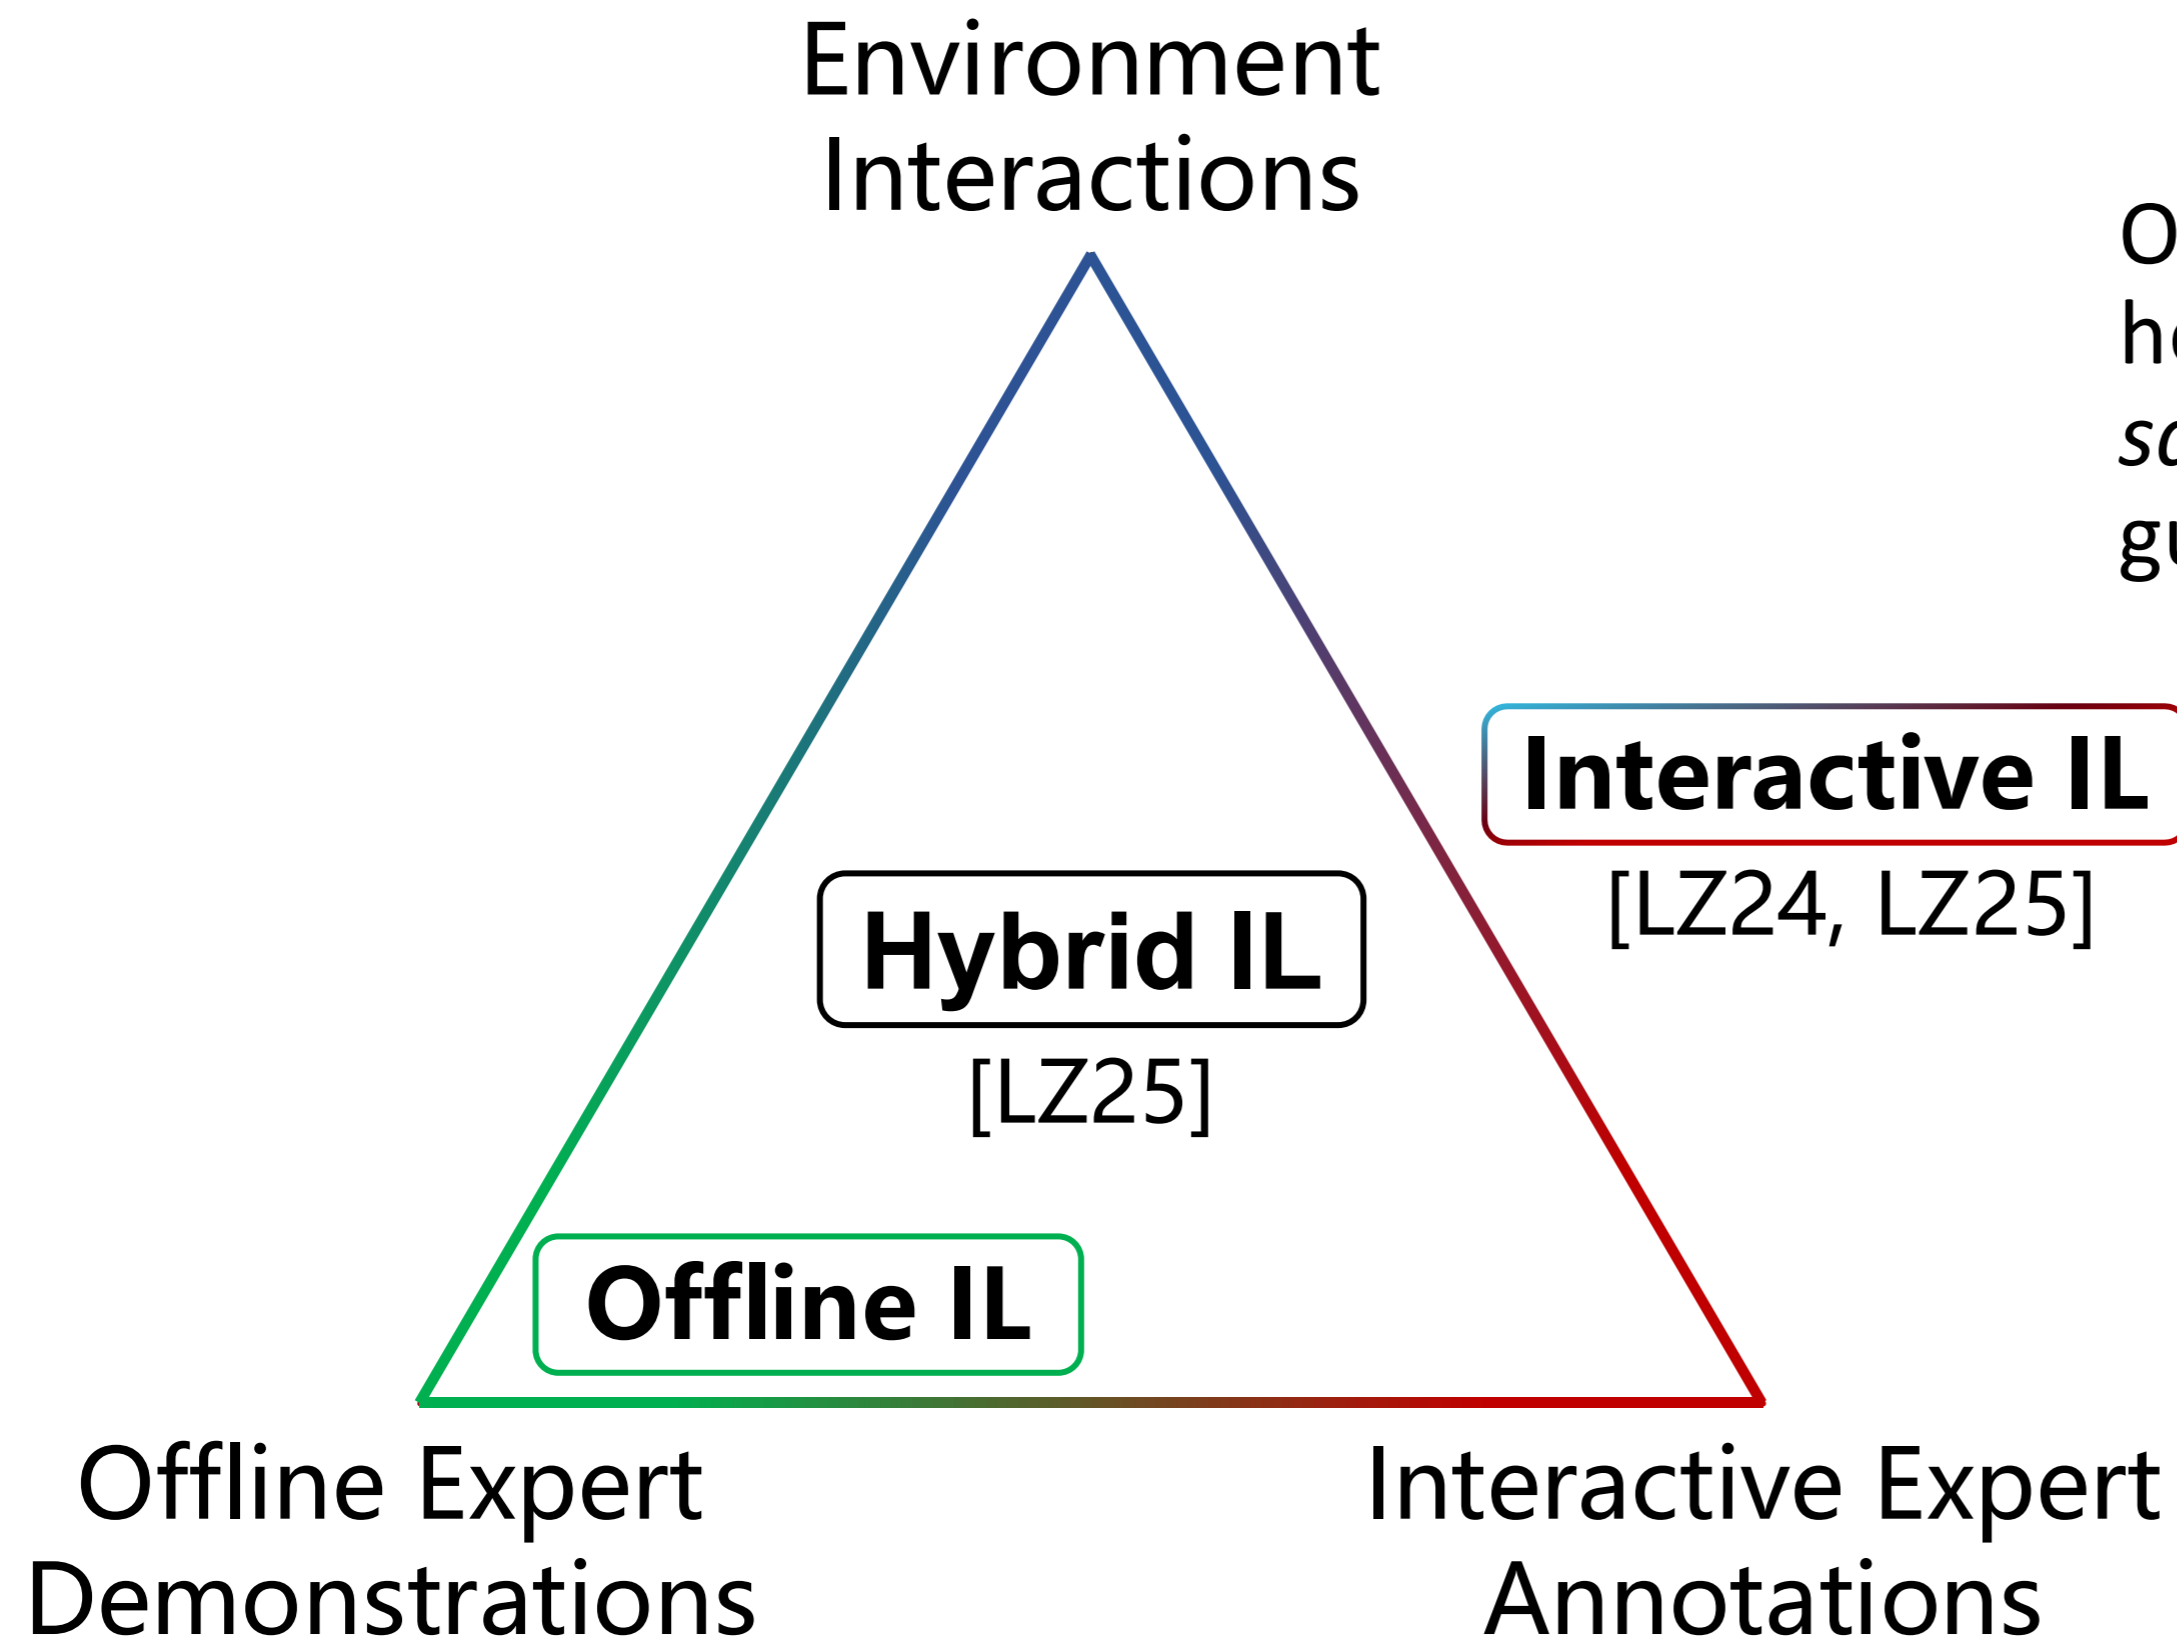 Environment
Interactions
Interactive IL
[LZ24, LZ25]
Hybrid IL
[LZ25]
Offline IL
Offline Expert
Demonstrations
Interactive Expert
Annotations